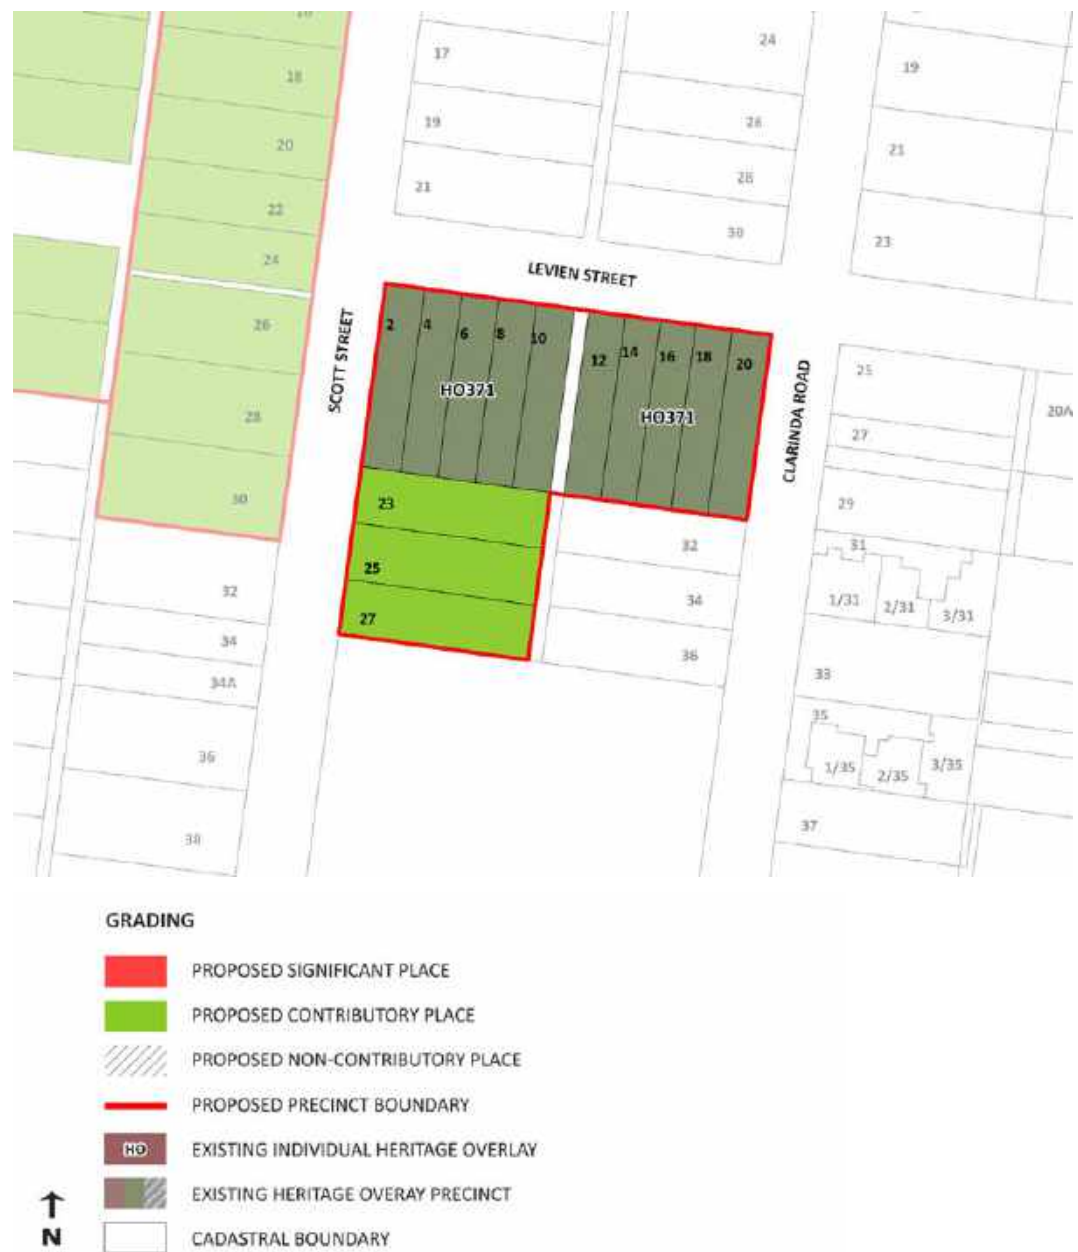 18
20
22
24
26
28
30
32
34
34A
36
38
17
19
21
24
26
28
30
19
21
23
LEVIEN STREET
SCOTT STREET
CLARINDA ROAD
2 4 6 8 10
HO371
12 14 16 18 20
HO371
23
25
27
32
34
36
25
20A
27
29
31
1/31 2/31 3/31
33
35
1/35 2/35 3/35
37
GRADING
PROPOSED SIGNIFICANT PLACE
PROPOSED CONTRIBUTORY PLACE
PROPOSED NON-CONTRIBUTORY PLACE
PROPOSED PRECINCT BOUNDARY
HO EXISTING INDIVIDUAL HERITAGE OVERLAY
EXISTING HERITAGE OVERAY PRECINCT
N CADASTRAL BOUNDARY